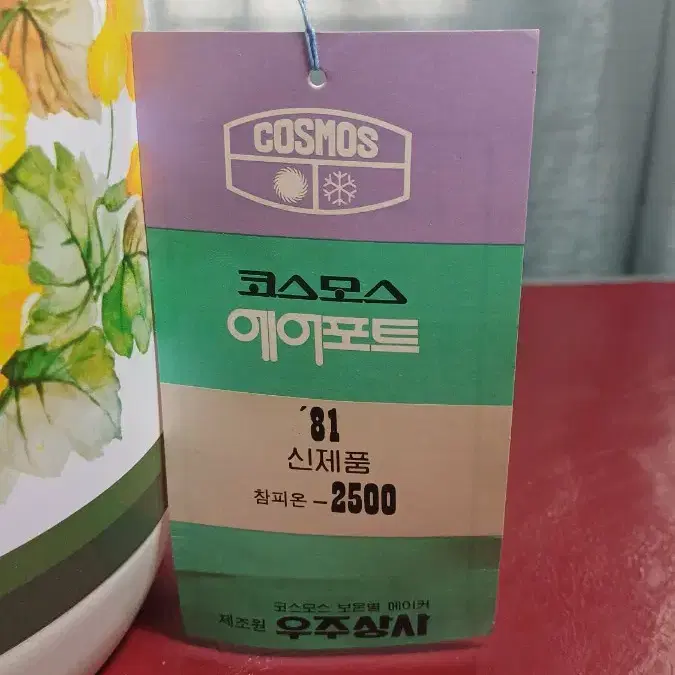 COSMOS
코스모스
에어포트
'81
신제품
참피온-2500
코스모스 보온병 메이커
제조원 우주상사